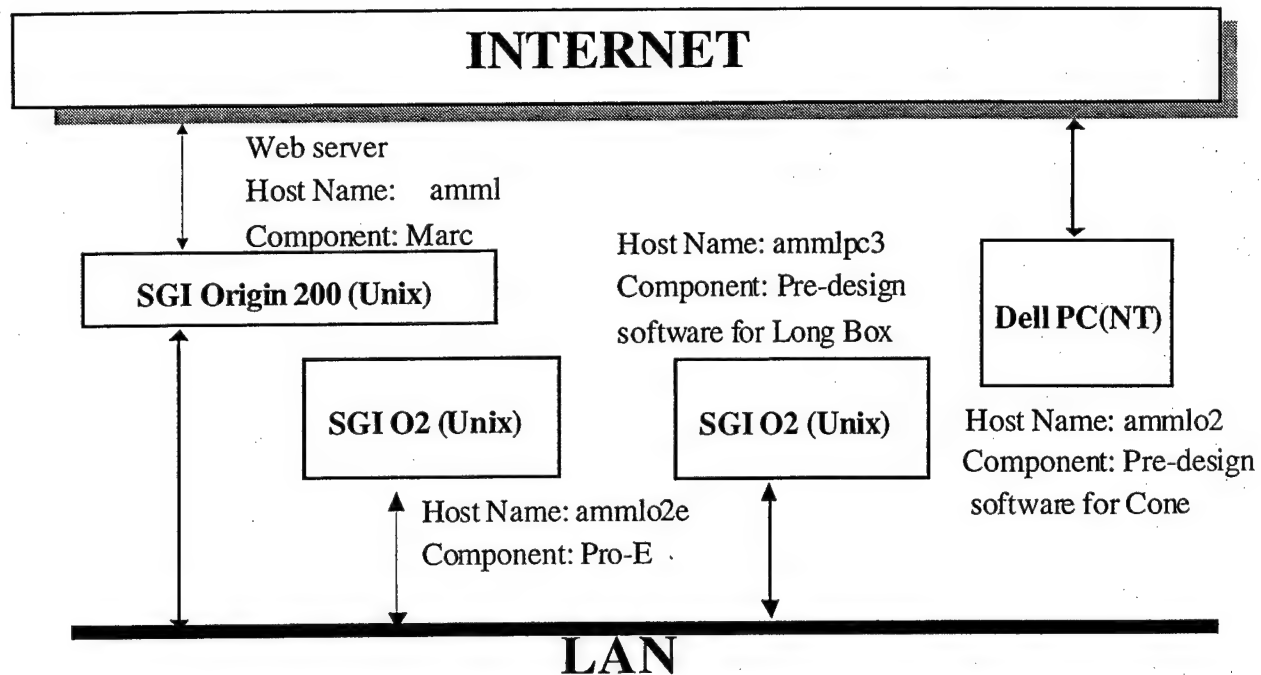 INTERNET
Web server
Host Name: amml
Component: Marc
SGI Origin 200 (Unix)
Host Name: ammlpc3
Component: Pre-design
software for Long Box
Dell PC(NT)
SGI O2 (Unix)
SGI O2 (Unix)
Host Name: ammlo2
Component: Pre-design
software for Cone
Host Name: ammlo2e
Component: Pro-E
LAN